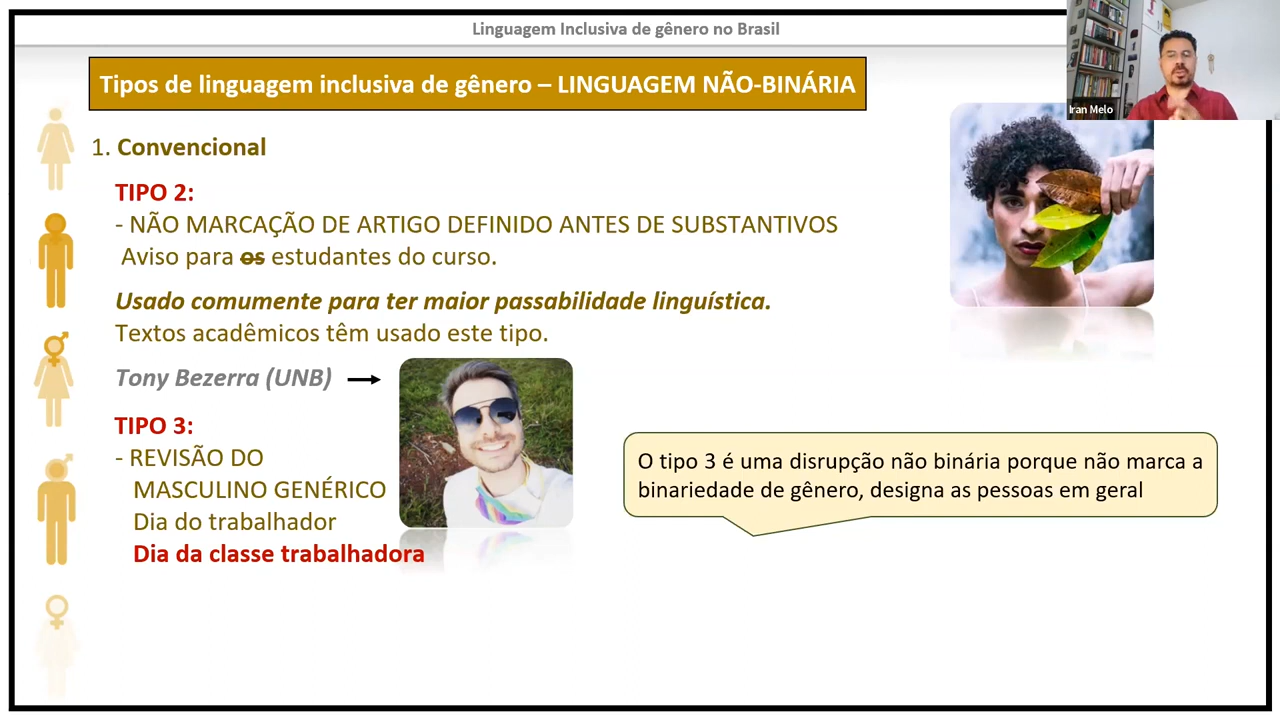 Linguagem Inclusiva de gênero no Brasil
Iran Melo
Tipos de linguagem inclusiva de gênero – LINGUAGEM NÃO-BINÁRIA
1. Convencional
TIPO 2:
- NÃO MARCAÇÃO DE ARTIGO DEFINIDO ANTES DE SUBSTANTIVOS
Aviso para os estudantes do curso.
Usado comumente para ter maior passabilidade linguística.
Textos acadêmicos têm usado este tipo.
Tony Bezerra (UNB)
TIPO 3:
- REVISÃO DO
MASCULINO GENÉRICO
Dia do trabalhador
Dia da classe trabalhadora
O tipo 3 é uma disrupção não binária porque não marca a
binariedade de gênero, designa as pessoas em geral